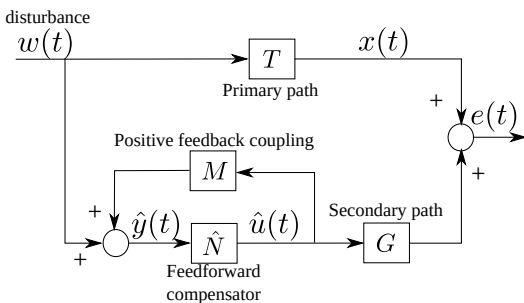 disturbance
w(t)
T
x(t)
Primary path
+
e(t)
Positive feedback coupling
M
+
+
ŷ(t)
N̂
û(t)
Secondary path
G
+
Feedforward
compensator